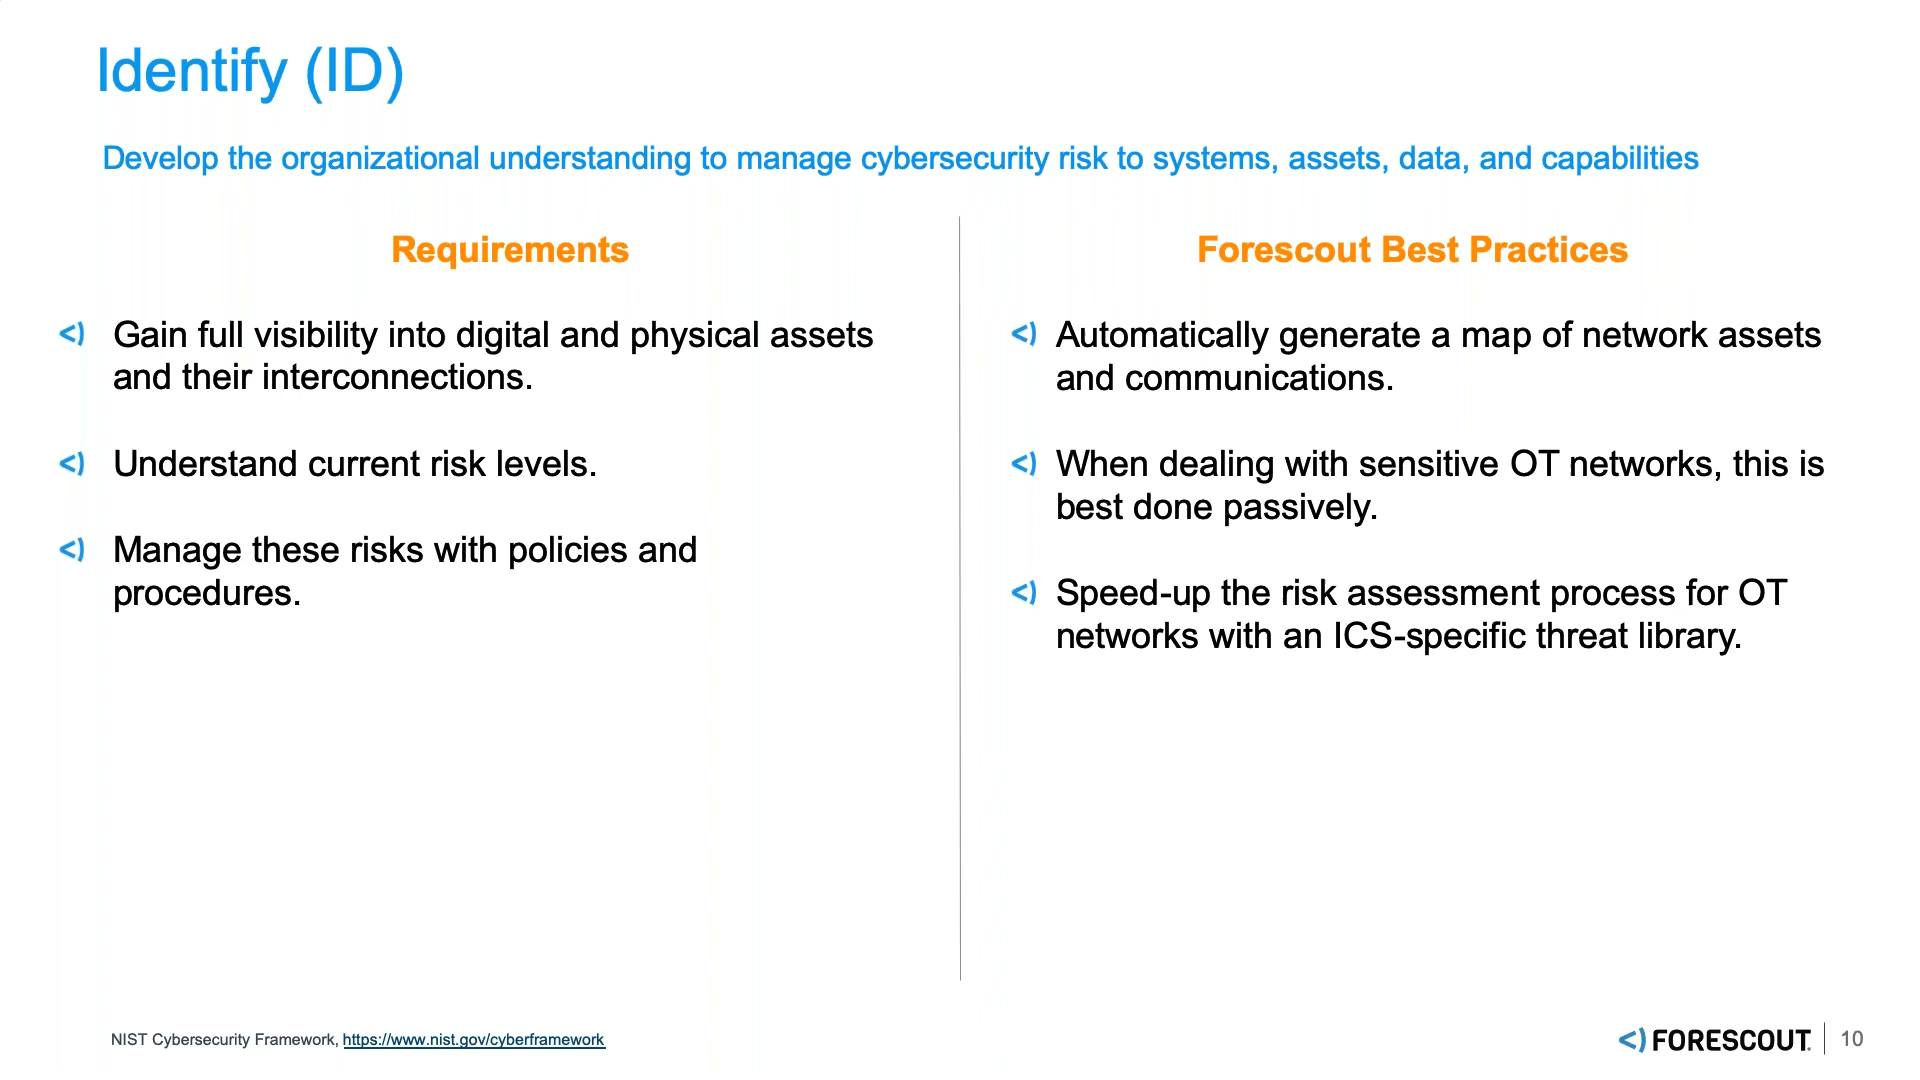 Identify (ID)
Develop the organizational understanding to manage cybersecurity risk to systems, assets, data, and capabilities
Requirements
Gain full visibility into digital and physical assets
and their interconnections.
Understand current risk levels.
Manage these risks with policies and
procedures.
Forescout Best Practices
Automatically generate a map of network assets
and communications.
When dealing with sensitive OT networks, this is
best done passively.
Speed-up the risk assessment process for OT
networks with an ICS-specific threat library.
NIST Cybersecurity Framework, https://www.nist.gov/cyberframework
FORESCOUT.
10